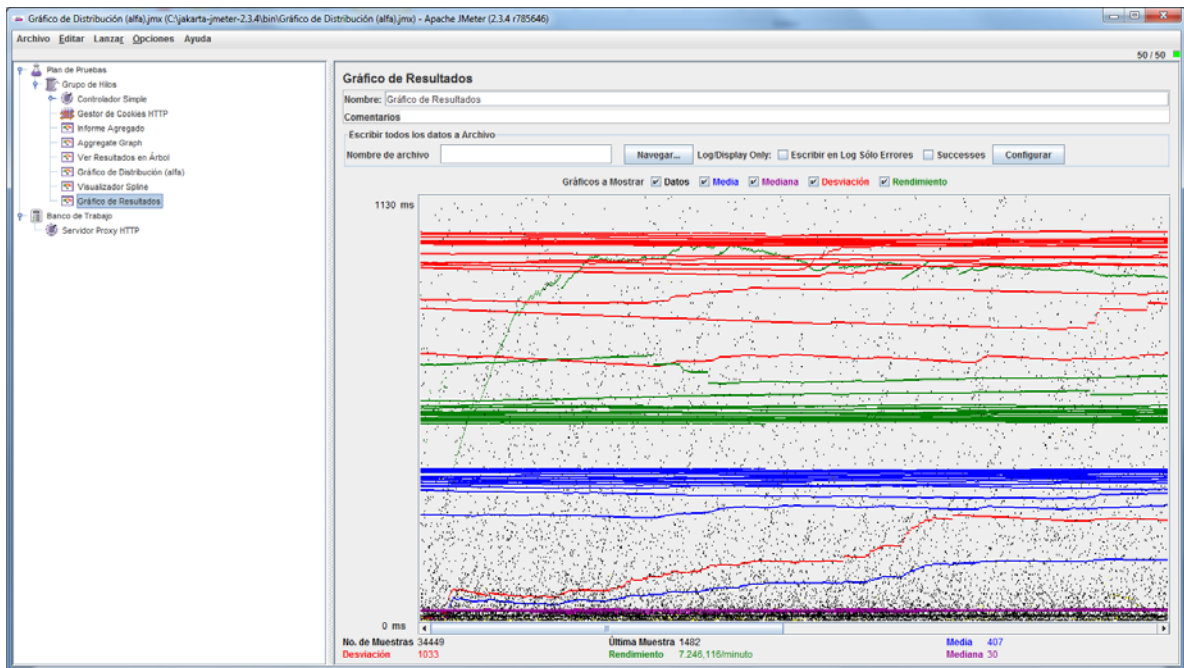 Gráfico de Distribución (alfa).jmx (C:\jakarta-jmeter-2.3.4\bin\Gráfico de Distribución (alfa).jmx) - Apache JMeter (2.3.4 r785646)
Archivo Editar Lanzar Opciones Ayuda
50 / 50
Plan de Pruebas
Grupo de Hilos
Controlador Simple
Gestor de Cookies HTTP
Informe Agregado
Aggregate Graph
Ver Resultados en Árbol
Gráfico de Distribución (alfa)
Visualizador Spline
Gráfico de Resultados
Banco de Trabajo
Servidor Proxy HTTP
Gráfico de Resultados
Nombre: Gráfico de Resultados
Comentarios
Escribir todos los datos a Archivo
Nombre de archivo Navegar... Log/Display Only: Escribir en Log Sólo Errores Successes Configurar
Gráficos a Mostrar Datos Media Mediana Desviación Rendimiento
1130 ms
0 ms
No. de Muestras 34449 Última Muestra 1482 Media 407
Desviación 1033 Rendimiento 7.246,116/minuto Mediana 30